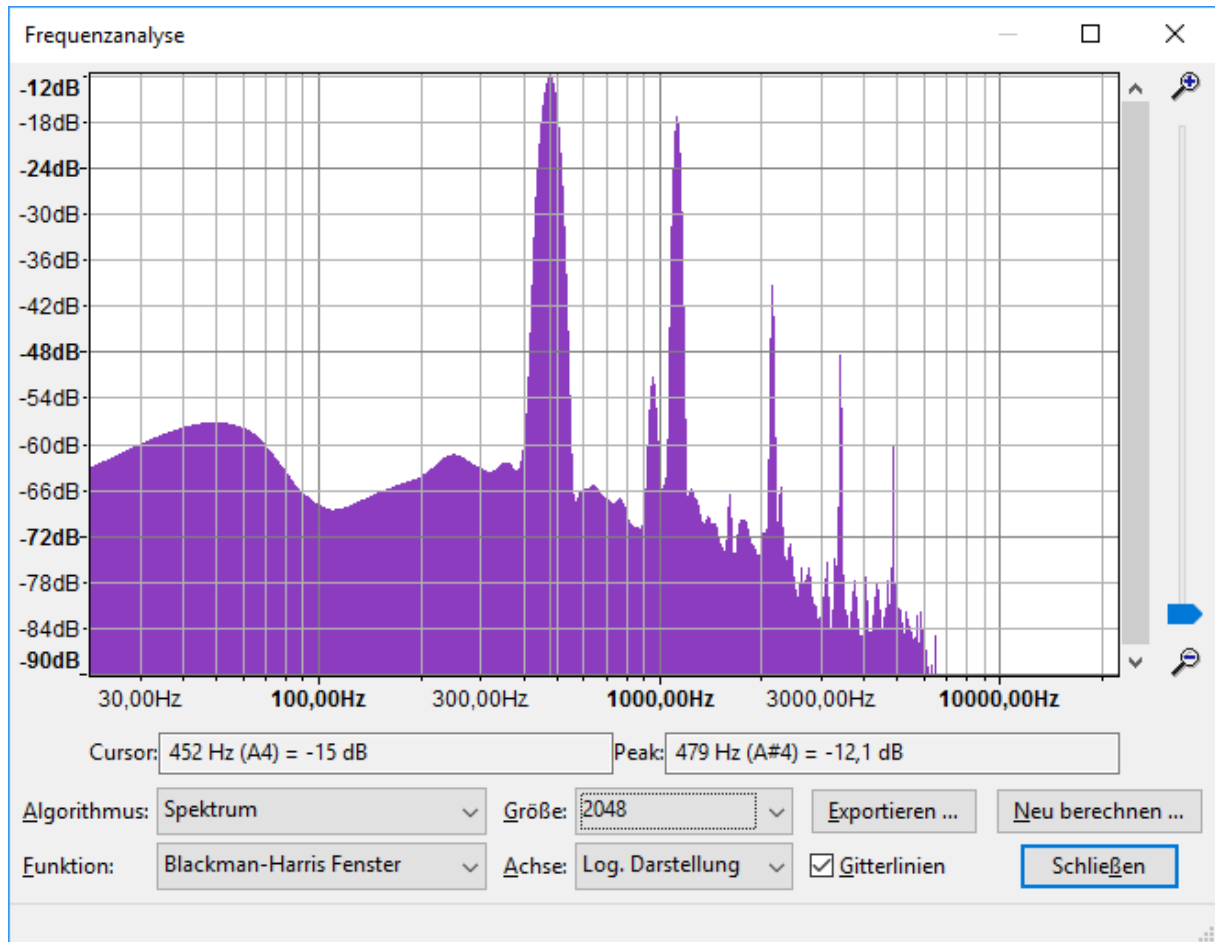 Frequenzanalyse
-12dB
-18dB
-24dB
-30dB
-36dB
-42dB
-48dB
-54dB
-60dB
-66dB
-72dB
-78dB
-84dB
-90dB
30,00Hz 100,00Hz 300,00Hz 1000,00Hz 3000,00Hz 10000,00Hz
Cursor: 452 Hz (A4) = -15 dB Peak: 479 Hz (A#4) = -12,1 dB
Algorithmus: Spektrum Größe: 2048 Exportieren ... Neu berechnen ...
Funktion: Blackman-Harris Fenster Achse: Log. Darstellung Gitterlinien Schließen